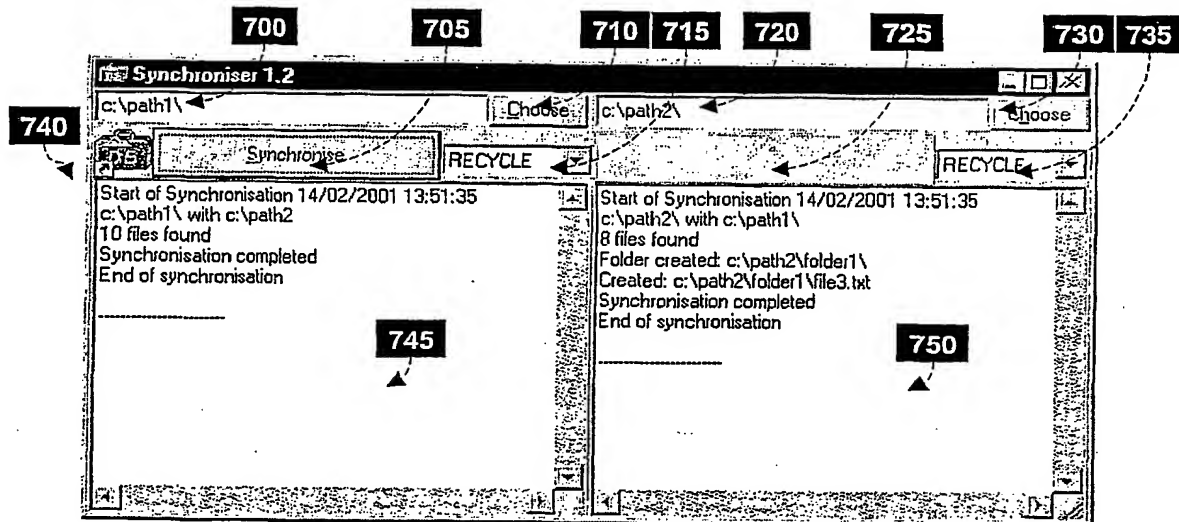 700 705 710 715 720 725 730 735
Synchroniser 1.2
c:\path1\ Choose c:\path2\ Choose
740
Synchronise RECYCLE RECYCLE
Start of Synchronisation 14/02/2001 13:51:35
c:\path1\ with c:\path2
10 files found
Synchronisation completed
End of synchronisation
--------------------
745
Start of Synchronisation 14/02/2001 13:51:35
c:\path2\ with c:\path1\
8 files found
Folder created: c:\path2\folder1\
Created: c:\path2\folder1\file3.txt
Synchronisation completed
End of synchronisation
--------------------
750